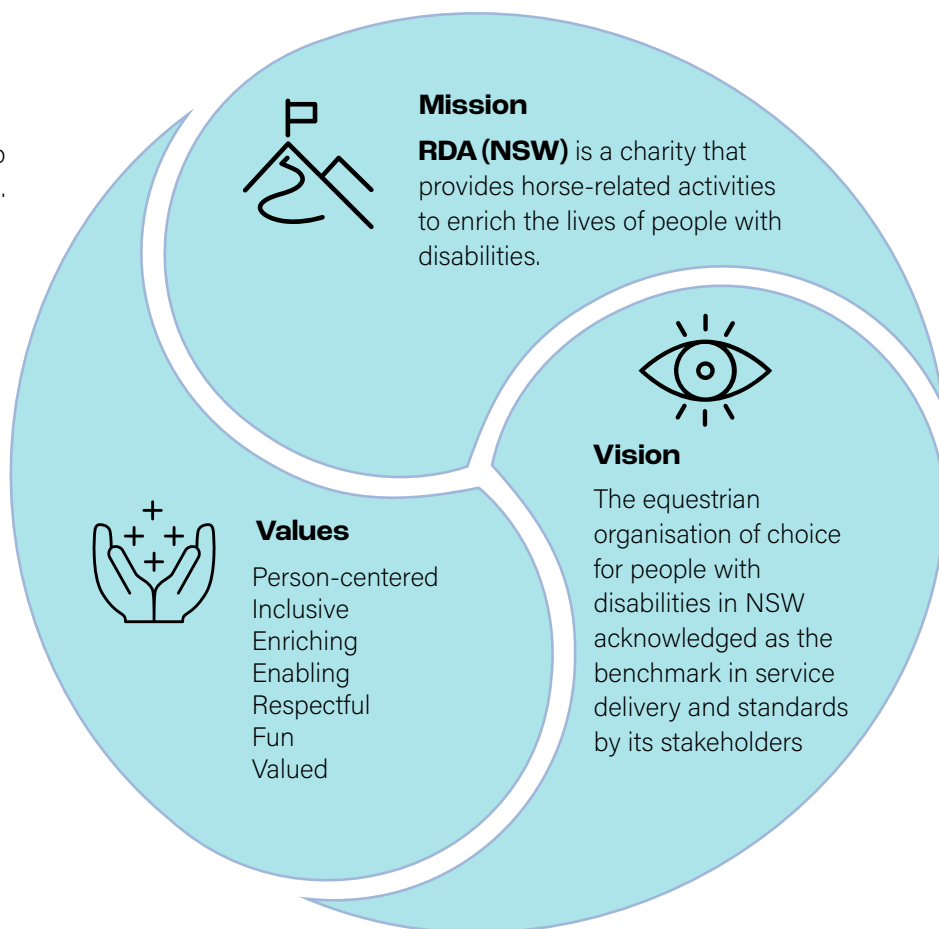 Mission
RDA (NSW) is a charity that
provides horse-related activities
to enrich the lives of people with
disabilities.
Vision
The equestrian
organisation of choice
for people with
disabilities in NSW
acknowledged as the
benchmark in service
delivery and standards
by its stakeholders
Values
Person-centered
Inclusive
Enriching
Enabling
Respectful
Fun
Valued